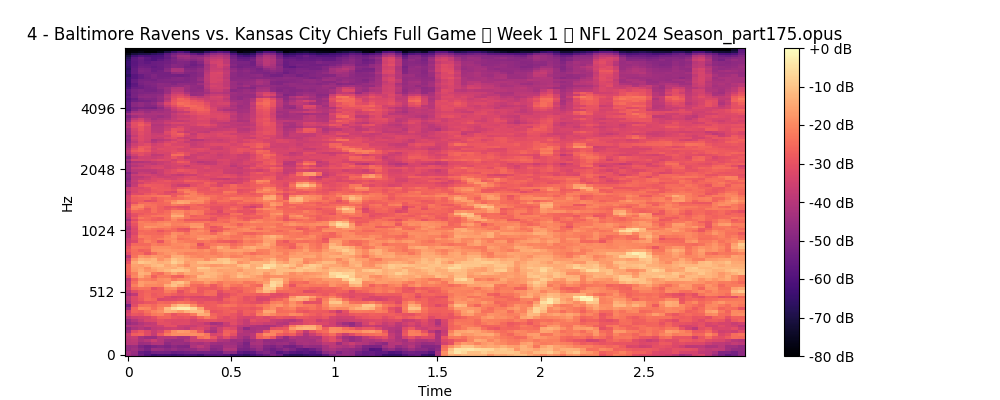 4 - Baltimore Ravens vs. Kansas City Chiefs Full Game ▯ Week 1 ▯ NFL 2024 Season_part175.opus
+0 dB
-10 dB
-20 dB
-30 dB
-40 dB
-50 dB
-60 dB
-70 dB
-80 dB
Hz
4096
2048
1024
512
0
0 0.5 1 1.5 2 2.5
Time